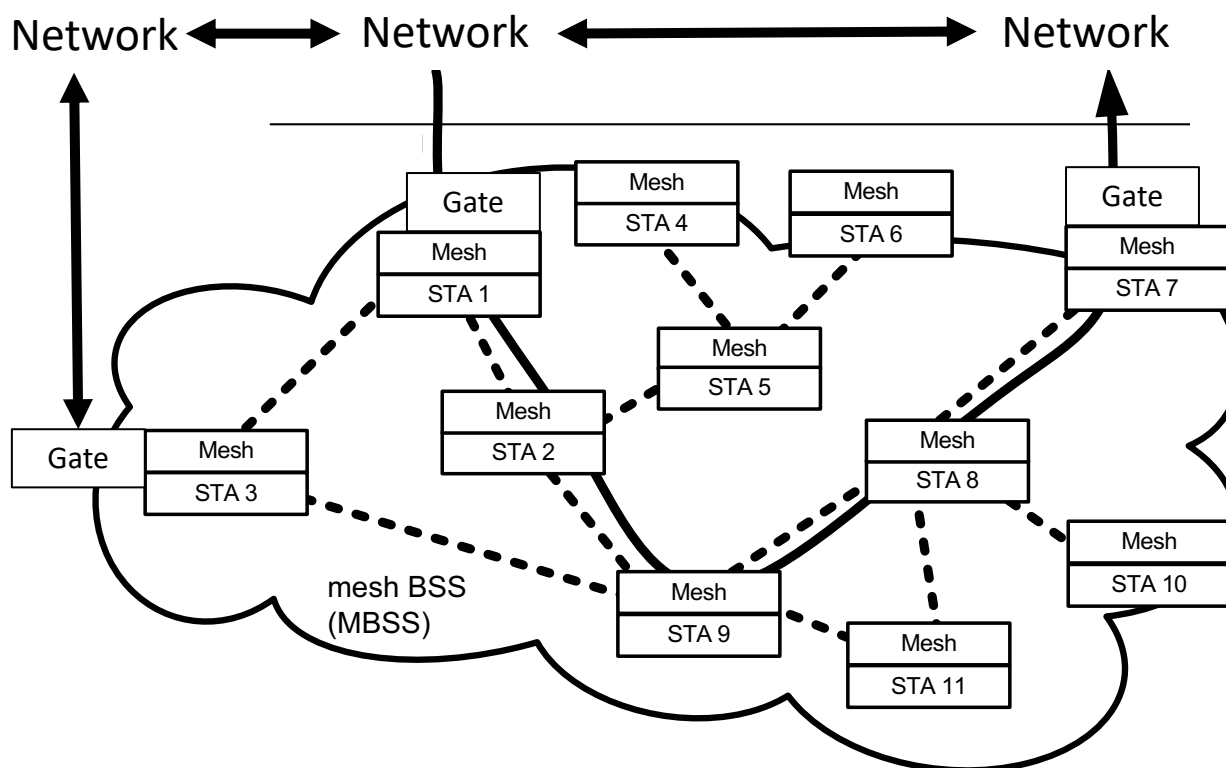 Network
Network
Network
Gate
Mesh
STA 1
Mesh
STA 4
Mesh
STA 6
Gate
Mesh
STA 7
Mesh
STA 5
Mesh
STA 2
Gate
Mesh
STA 3
Mesh
STA 8
Mesh
STA 10
mesh BSS
(MBSS)
Mesh
STA 9
Mesh
STA 11